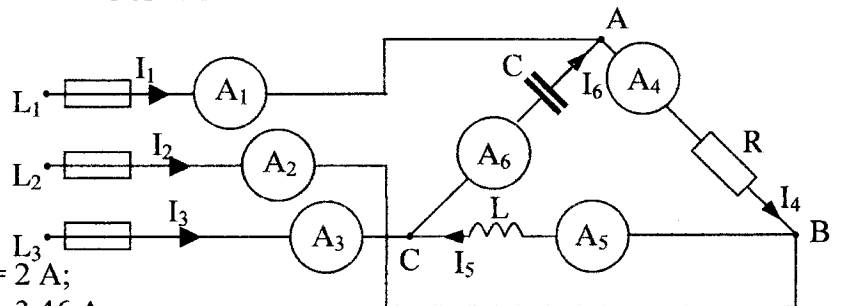 A
I₁
C
L₁
A₁
I₆
A₄
I₂
R
L₂
A₂
A₆
I₃
L
I₄
L₃
A₃
C
I₅
A₅
B
= 2 A;